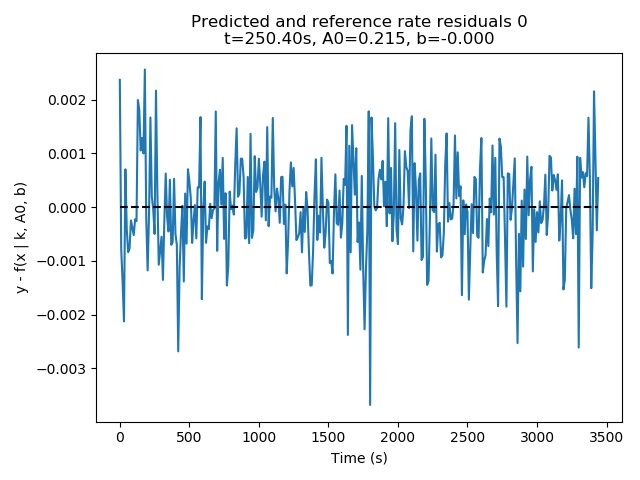 Predicted and reference rate residuals 0
t=250.40s, A0=0.215, b=-0.000
y - f(x | k, A0, b)
0.002
0.001
0.000
−0.001
−0.002
−0.003
0 500 1000 1500 2000 2500 3000 3500
Time (s)